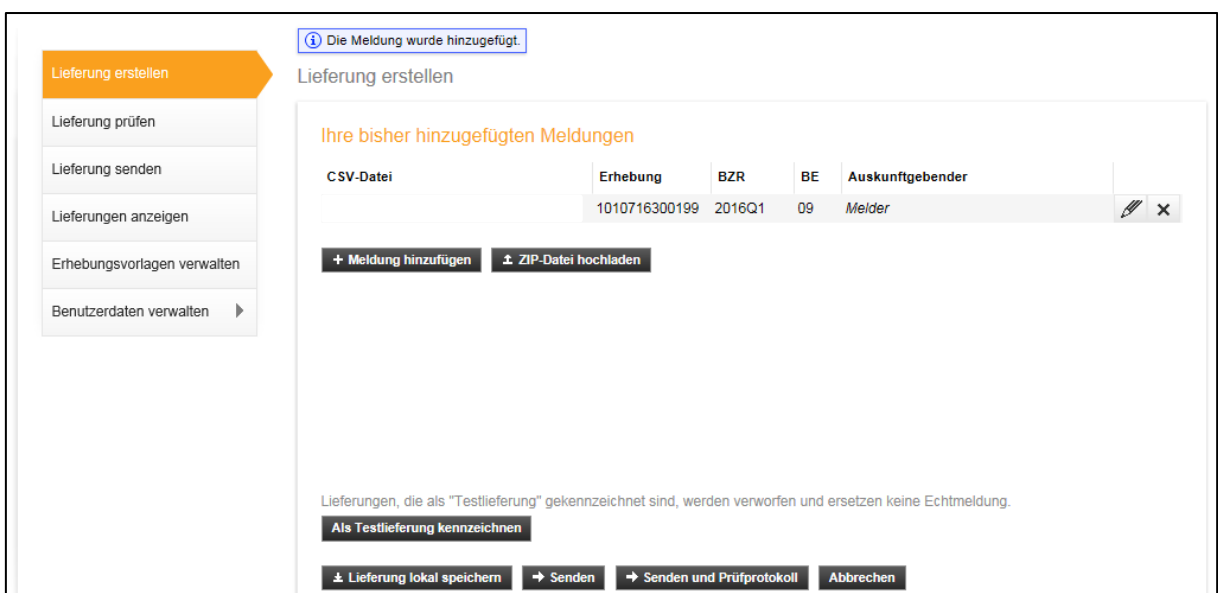 Die Meldung wurde hinzugefügt.
Lieferung erstellen
Lieferung prüfen
Lieferung senden
Lieferungen anzeigen
Erhebungsvorlagen verwalten
Benutzerdaten verwalten
Lieferung erstellen
Ihre bisher hinzugefügten Meldungen
CSV-Datei Erhebung BZR BE Auskunftgebender
1010716300199 2016Q1 09 Melder
+ Meldung hinzufügen ZIP-Datei hochladen
Lieferungen, die als "Testlieferung" gekennzeichnet sind, werden verworfen und ersetzen keine Echtmeldung.
Als Testlieferung kennzeichnen
Lieferung lokal speichern Senden Senden und Prüfprotokoll Abbrechen